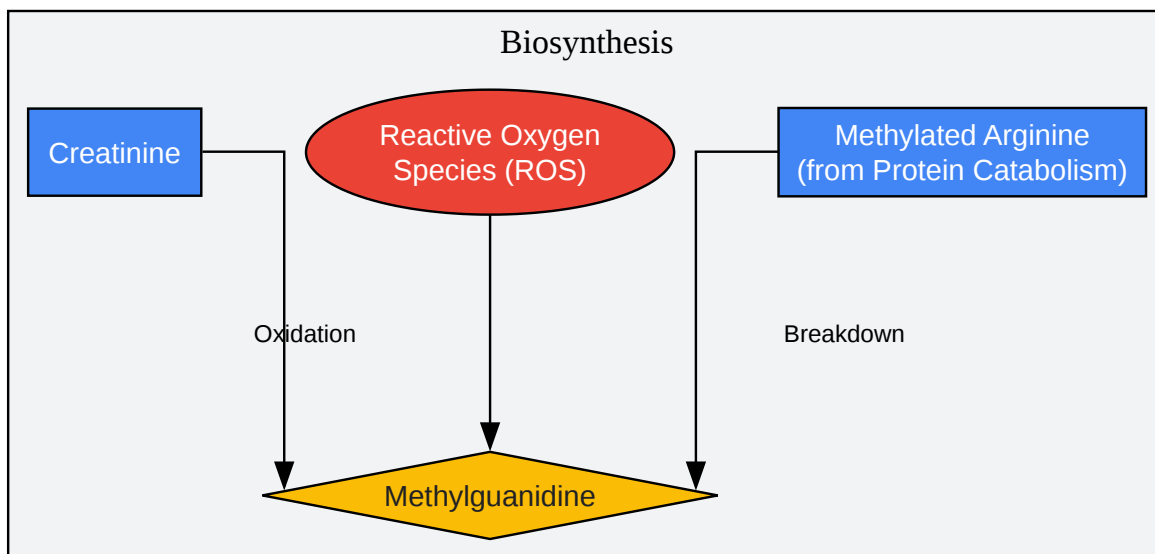 Biosynthesis
Creatinine
Reactive Oxygen
Species (ROS)
Methylated Arginine
(from Protein Catabolism)
Oxidation
Breakdown
Methylguanidine